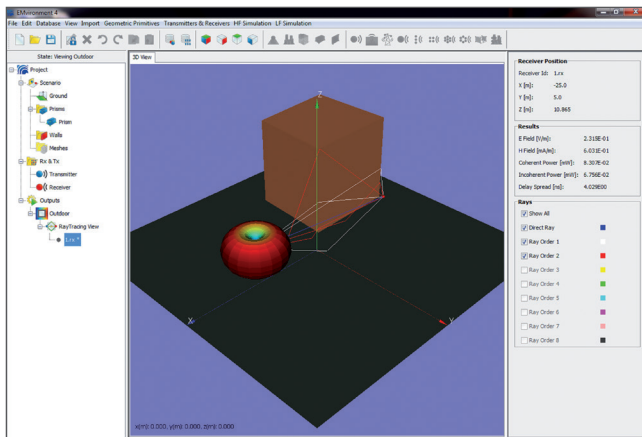 EMvironment 4
File Edit Database View Import Geometric Primitives Transmitters & Receivers HF Simulation LF Simulation
State: Viewing Outdoor
Project
Scenario
Ground
Prisms
Prism
Walls
Meshes
Rx & Tx
Transmitter
Receiver
Outputs
Outdoor
RayTracing View
1.rx *
3D View
Z
X
Y
x(m): 0.000, y(m): 0.000, z(m): 0.000
Receiver Position
Receiver Id: 1.rx
X [m]: -25.0
Y [m]: 5.0
Z [m]: 10.865
Results
E Field [V/m]: 2.315E-01
H Field [mA/m]: 6.031E-01
Coherent Power [mW]: 8.307E-02
Incoherent Power [mW]: 6.756E-02
Delay Spread [ns]: 4.029E00
Rays
Show All
Direct Ray
Ray Order 1
Ray Order 2
Ray Order 3
Ray Order 4
Ray Order 5
Ray Order 6
Ray Order 7
Ray Order 8